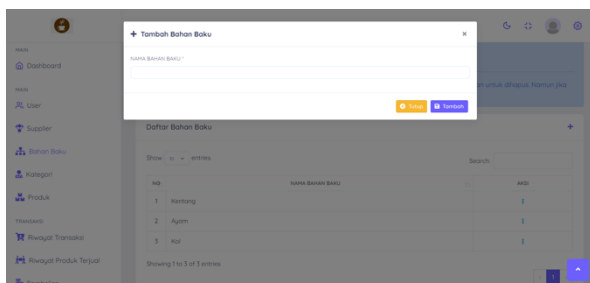 + Tambah Bahan Baku ×
NAMA BAHAN BAKU *
Tutup Tambah
MAIN
Dashboard
MAIN
User
Supplier
Bahan Baku
Kategori
Produk
TRANSAKSI
Riwayat Transaksi
Riwayat Produk Terjual
untuk dihapus. Namun jika
Daftar Bahan Baku +
Show 10 entries
Search:
NO NAMA BAHAN BAKU AKSI
1 Kentang
2 Ayam
3 Kol
Showing 1 to 3 of 3 entries
1